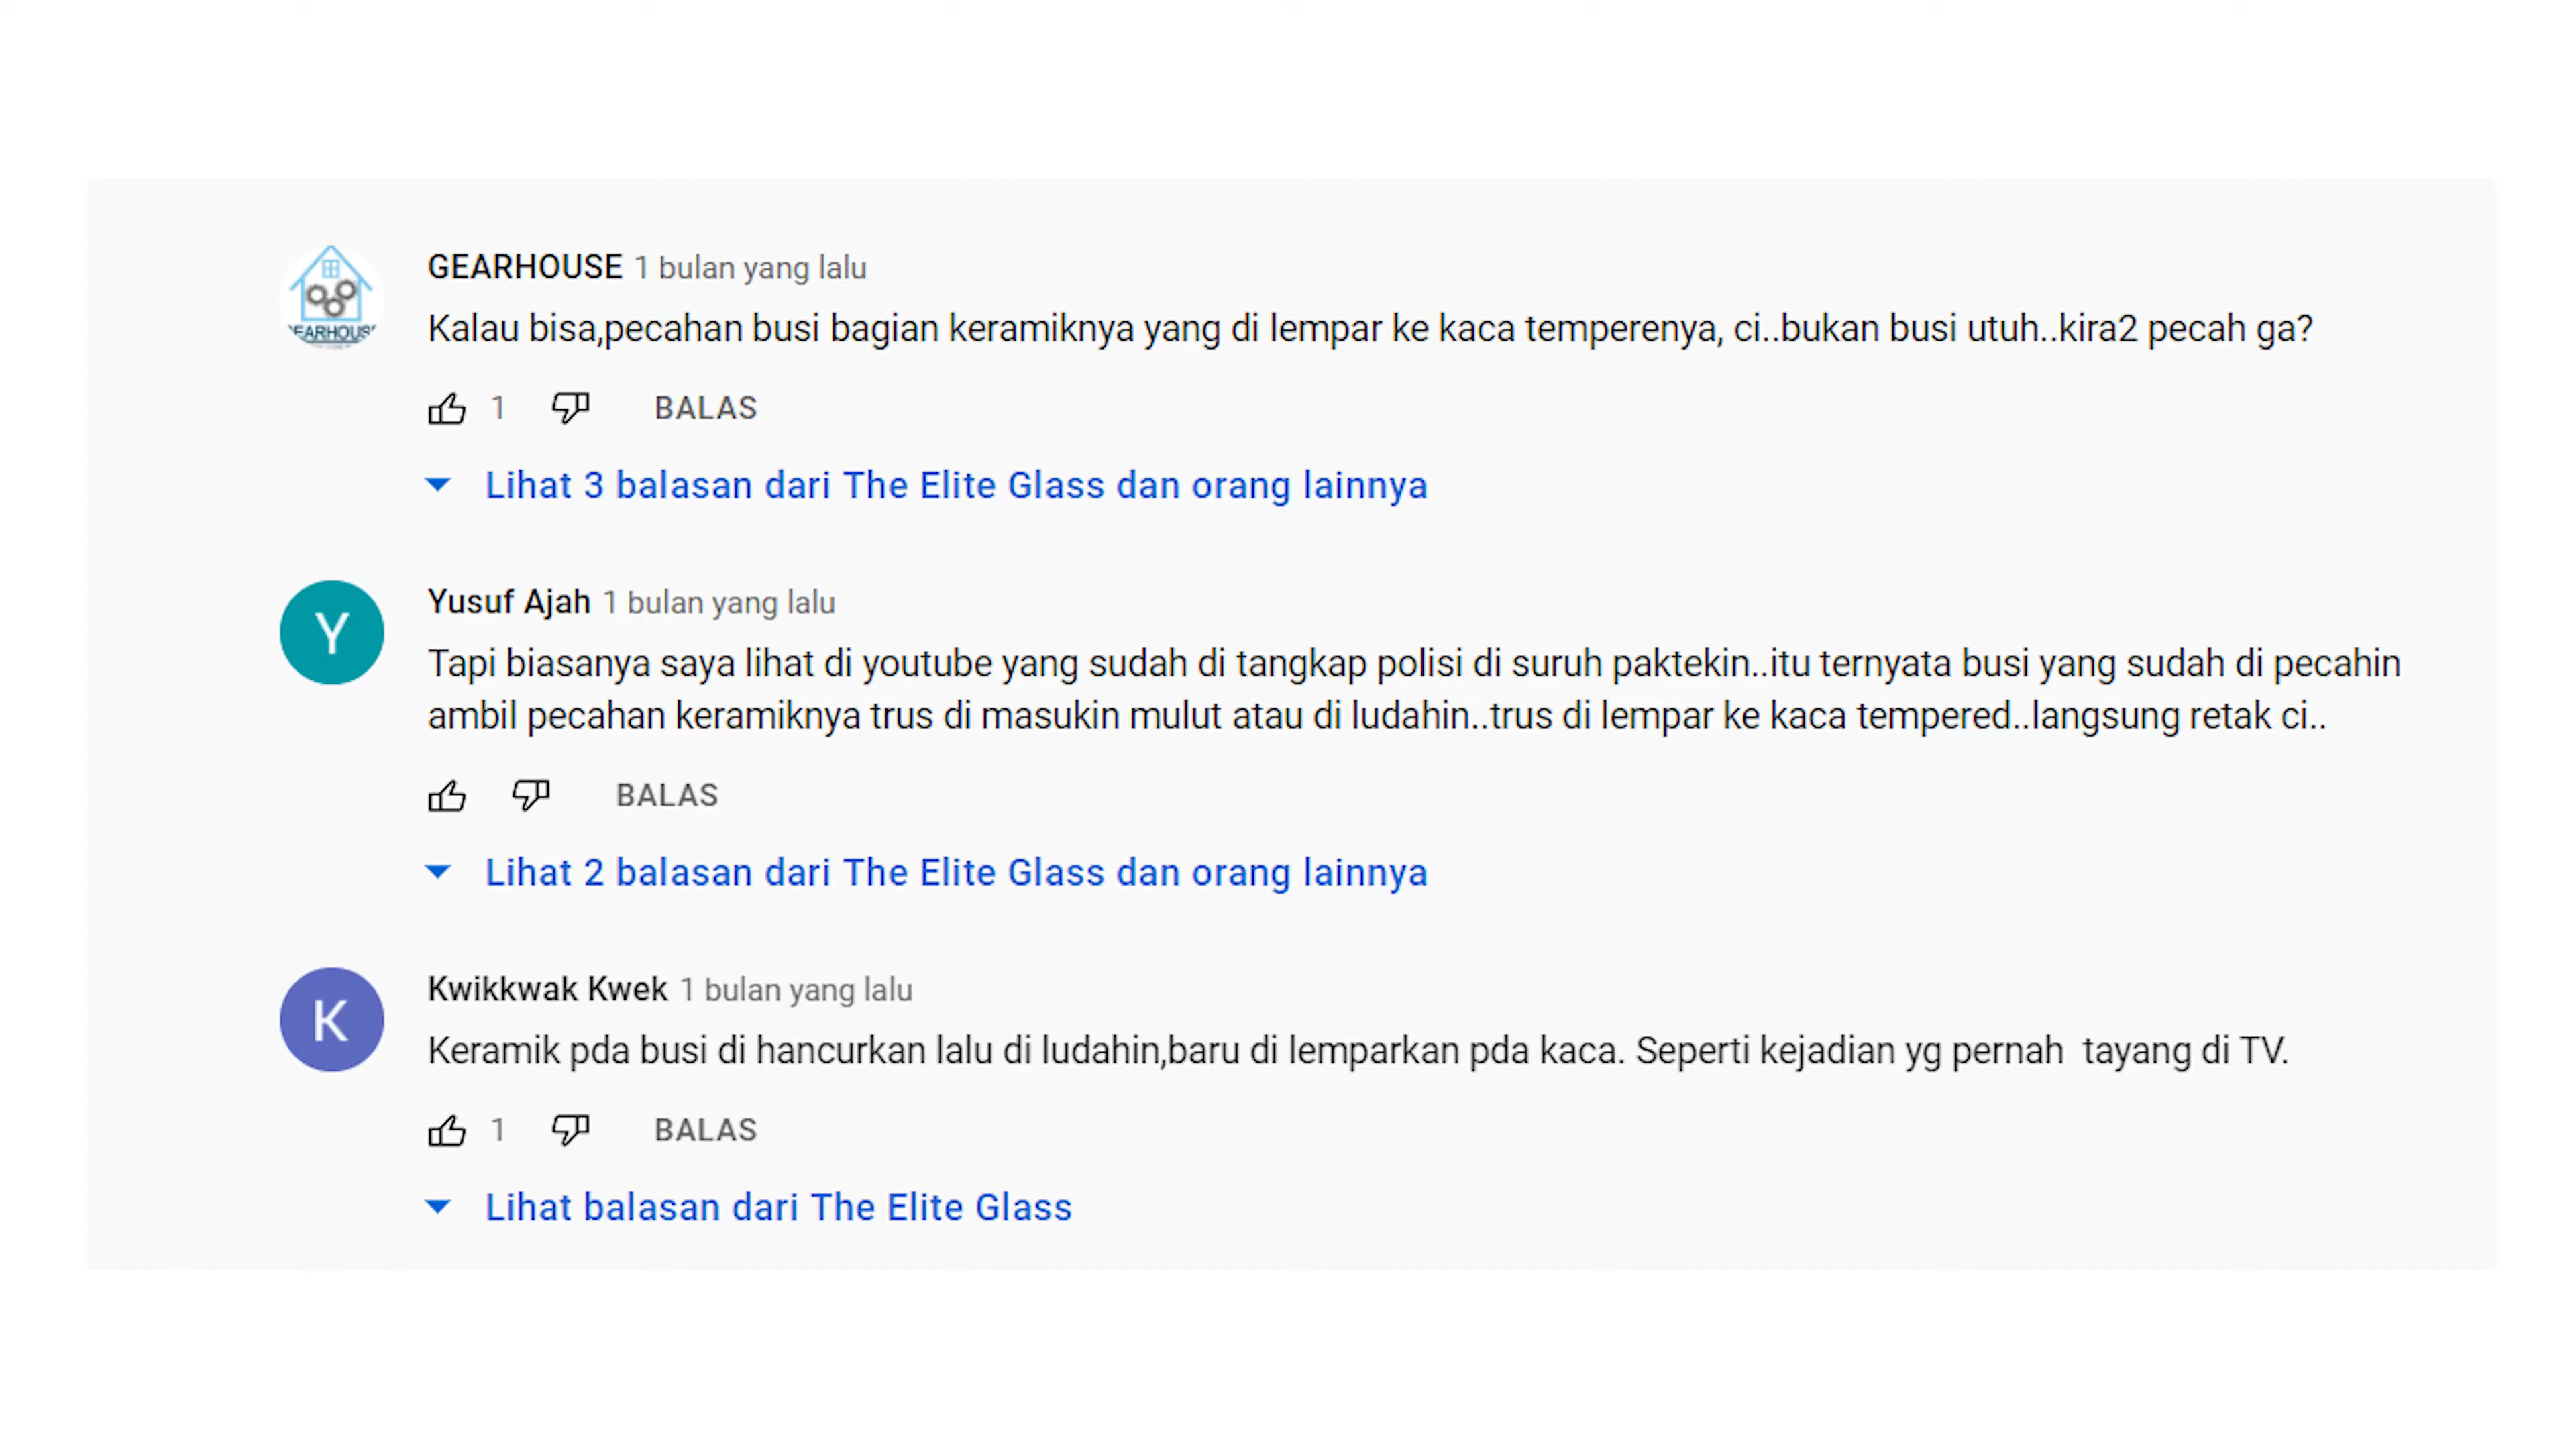 GEARHOUSE 1 bulan yang lalu
EARHOUS
Kalau bisa,pecahan busi bagian keramiknya yang di lempar ke kaca temperenya, ci..bukan busi utuh..kira2 pecah ga?
1 BALAS
Lihat 3 balasan dari The Elite Glass dan orang lainnya
Y
Yusuf Ajah 1 bulan yang lalu
Tapi biasanya saya lihat di youtube yang sudah di tangkap polisi di suruh paktekin..itu ternyata busi yang sudah di pecahin
ambil pecahan keramiknya trus di masukin mulut atau di ludahin..trus di lempar ke kaca tempered..langsung retak ci..
BALAS
Lihat 2 balasan dari The Elite Glass dan orang lainnya
K
Kwikkwak Kwek 1 bulan yang lalu
Keramik pda busi di hancurkan lalu di ludahin,baru di lemparkan pda kaca. Seperti kejadian yg pernah  tayang di TV.
1 BALAS
Lihat balasan dari The Elite Glass